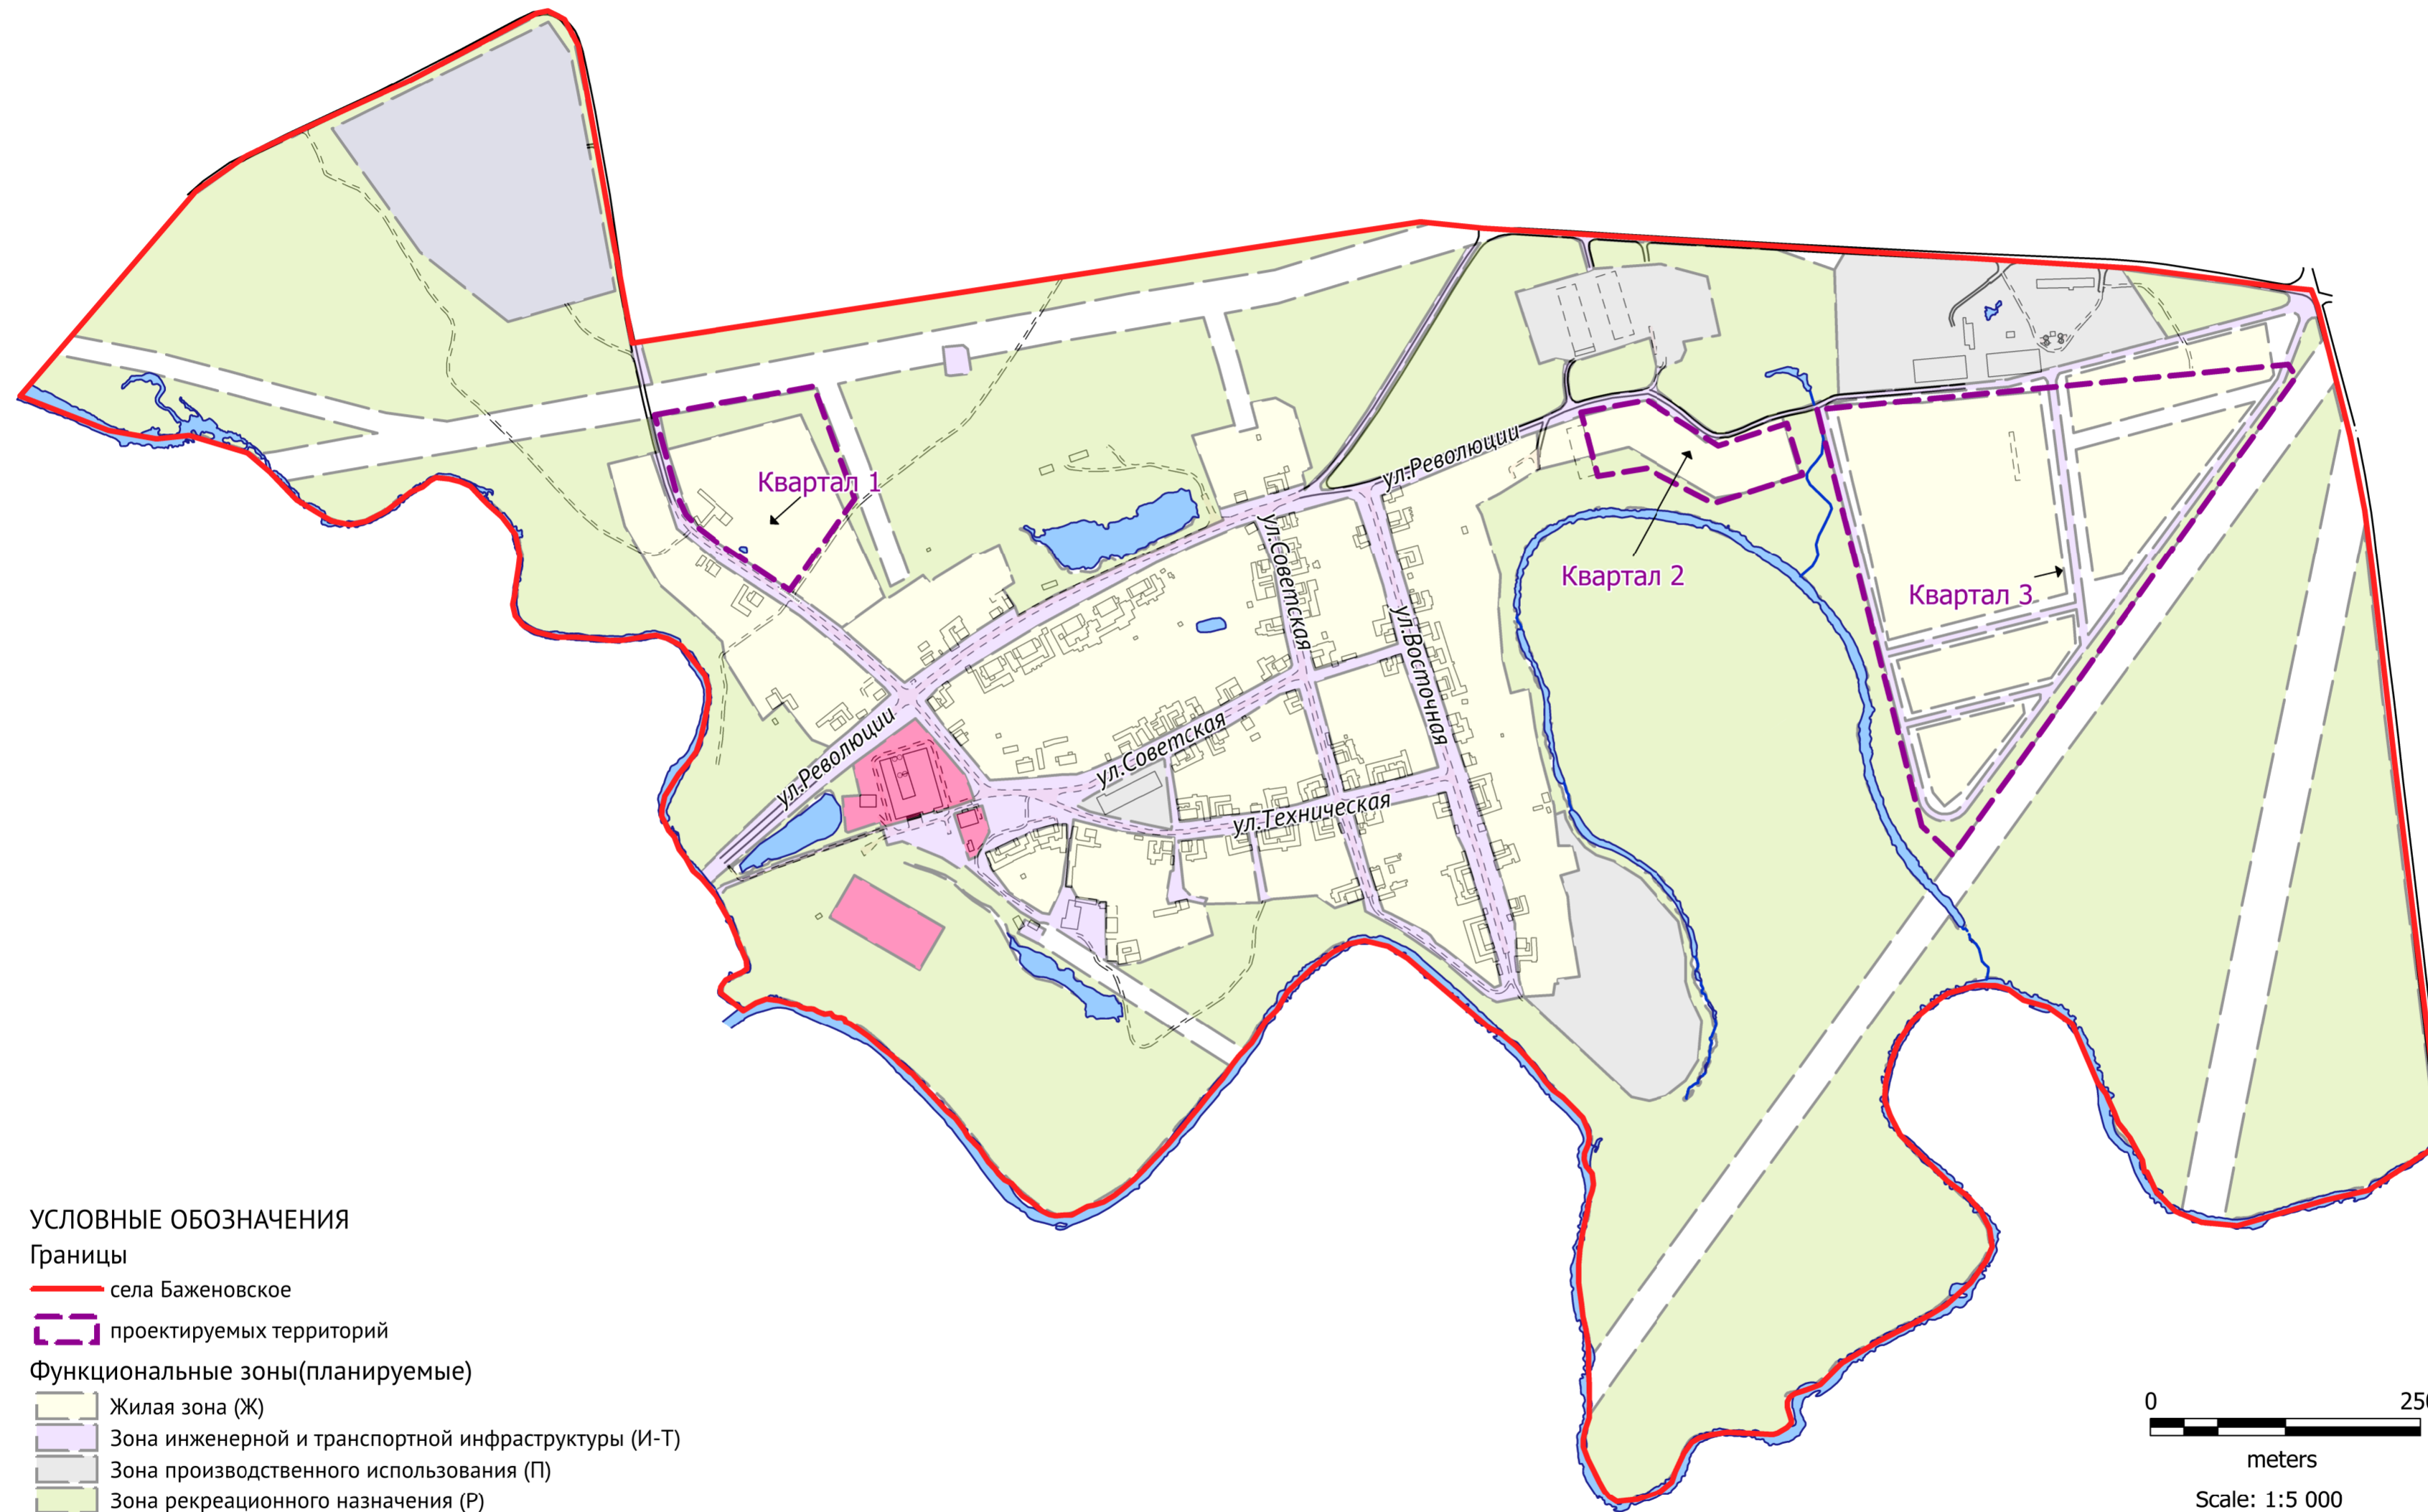 Квартал 1
ул.Революции
Квартал 2
Квартал 3
ул.Советская
ул.Восточная
ул.Революции
ул.Советская
ул.Техническая
УСЛОВНЫЕ ОБОЗНАЧЕНИЯ
Границы
села Баженовское
проектируемых территорий
Функциональные зоны(планируемые)
Жилая зона (Ж)
Зона инженерной и транспортной инфраструктуры (И-Т)
Зона производственного использования (П)
Зона рекреационного назначения (Р)
0
meters
Scale: 1:5 000